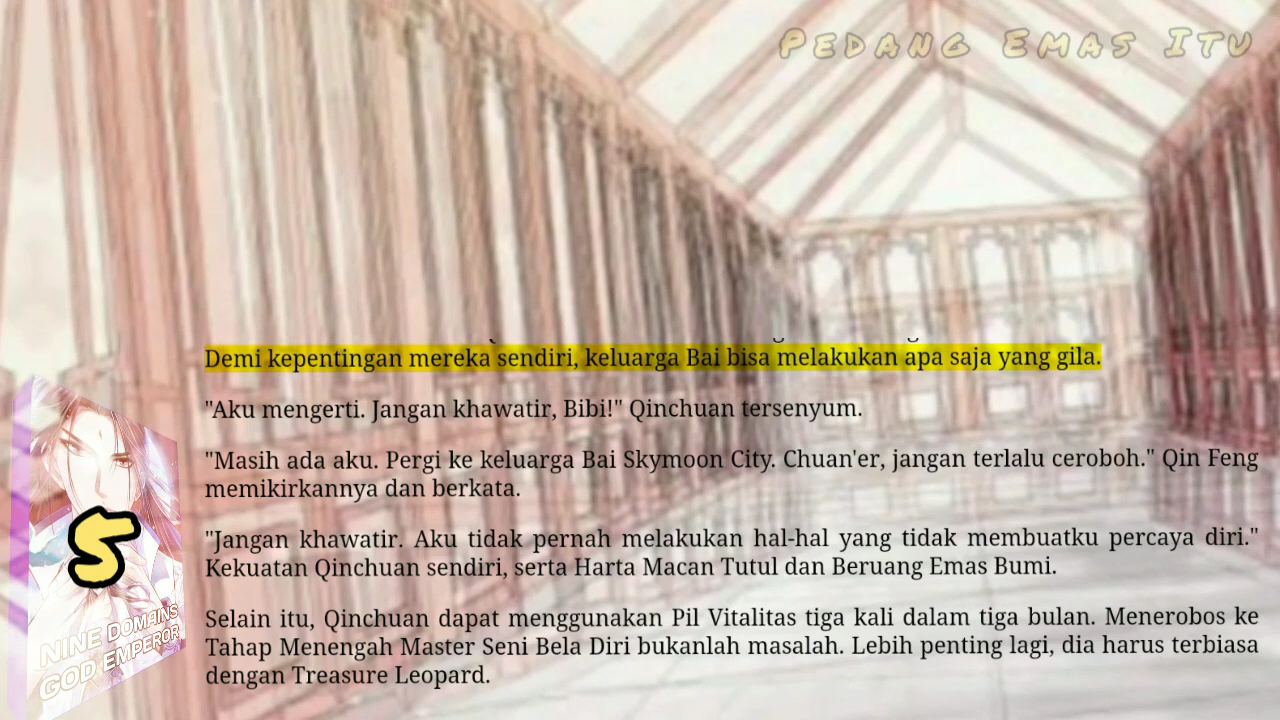 Pedang Emas Itu
Demi kepentingan mereka sendiri, keluarga Bai bisa melakukan apa saja yang gila.
"Aku mengerti. Jangan khawatir, Bibi!" Qinchuan tersenyum.
"Masih ada aku. Pergi ke keluarga Bai Skymoon City. Chuan'er, jangan terlalu ceroboh." Qin Feng
memikirkannya dan berkata.
"Jangan khawatir. Aku tidak pernah melakukan hal-hal yang tidak membuatku percaya diri."
Kekuatan Qinchuan sendiri, serta Harta Macan Tutul dan Beruang Emas Bumi.
Selain itu, Qinchuan dapat menggunakan Pil Vitalitas tiga kali dalam tiga bulan. Menerobos ke
Tahap Menengah Master Seni Bela Diri bukanlah masalah. Lebih penting lagi, dia harus terbiasa
dengan Treasure Leopard.
5
NINE DOMAINS
GOD EMPEROR